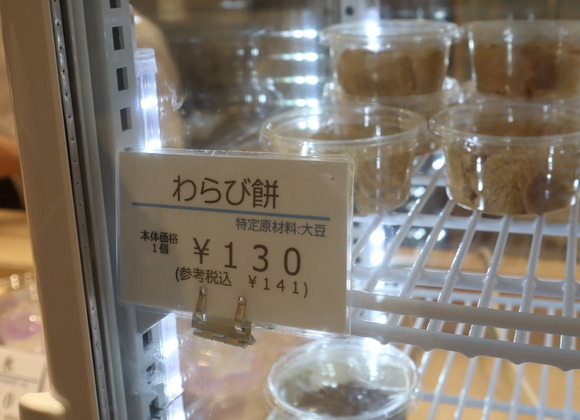 わらび餅
特定原材料:大豆
本体価格
1個
￥130
(参考税込　￥141)